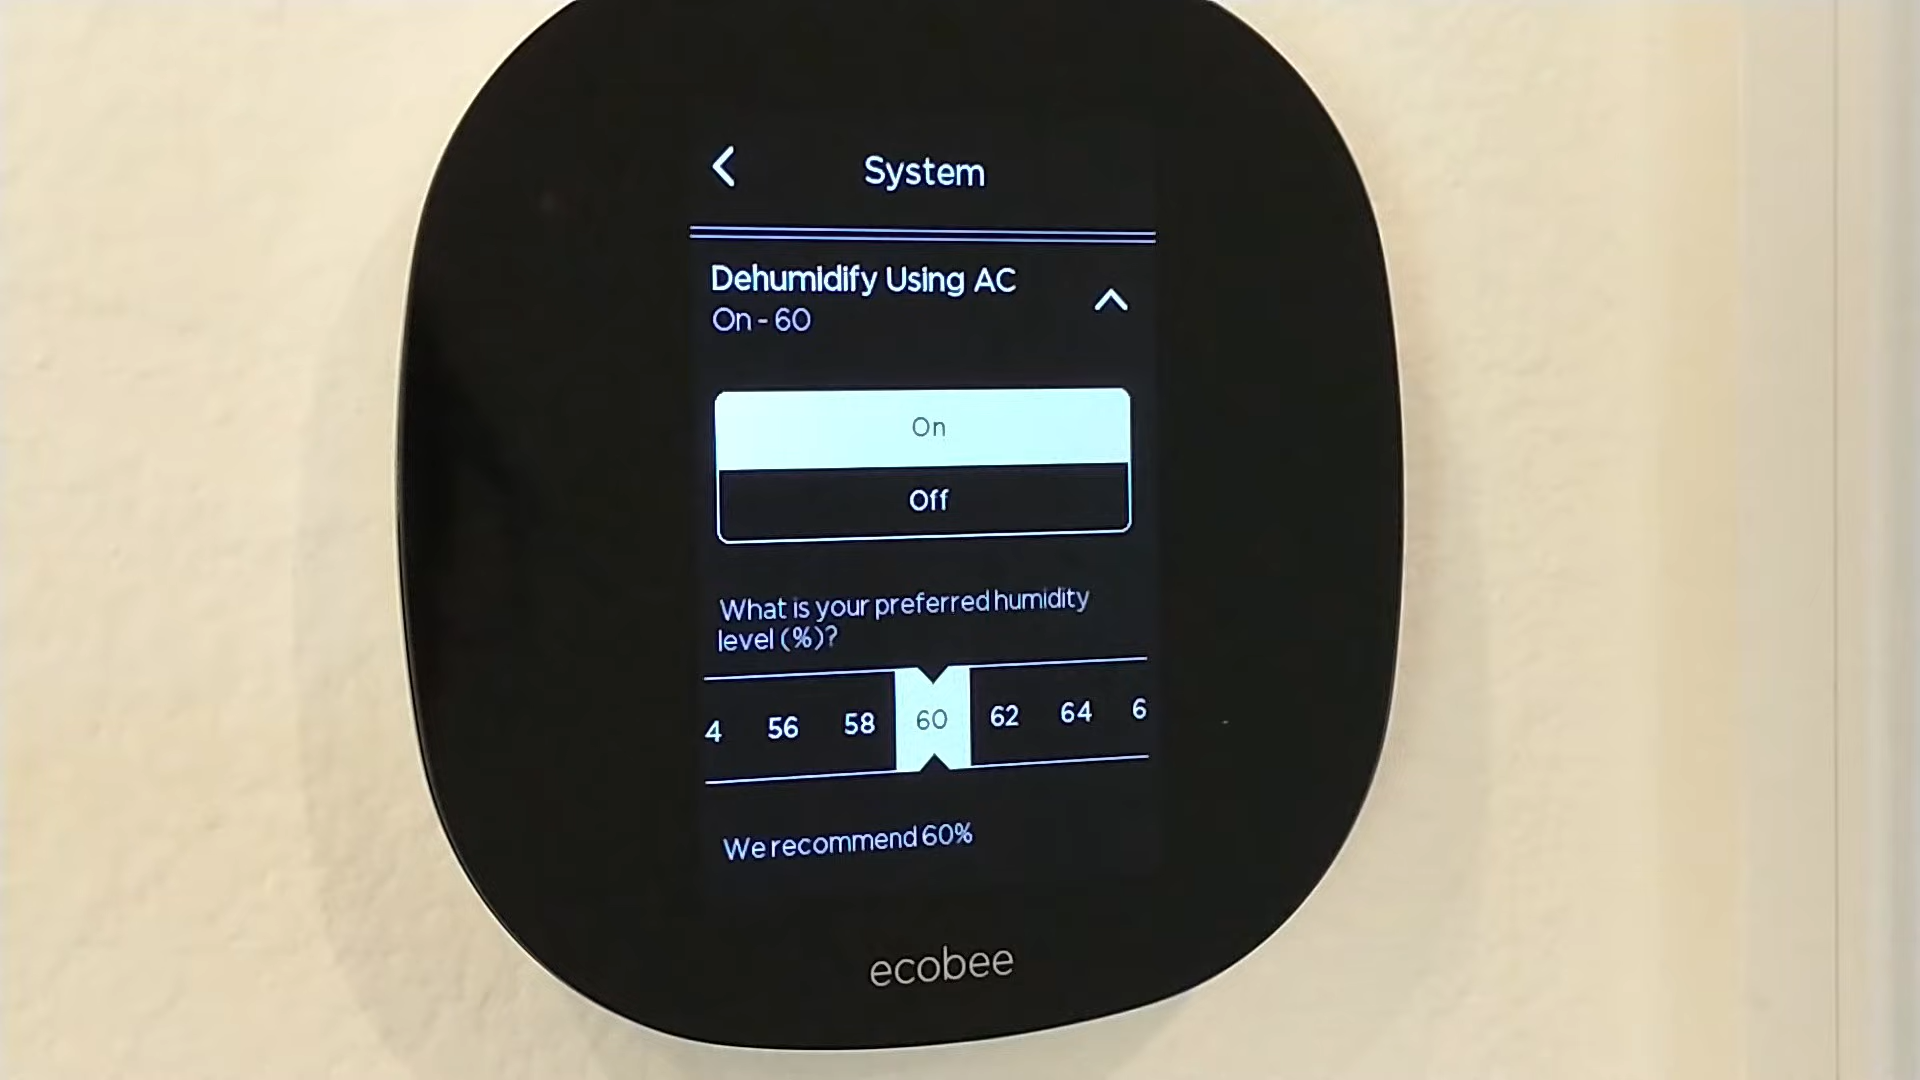 System
Dehumidify Using AC
On - 60
On
Off
What is your preferred humidity
level (%)?
4 56 58 60 62 64 6
We recommend 60%
ecobee